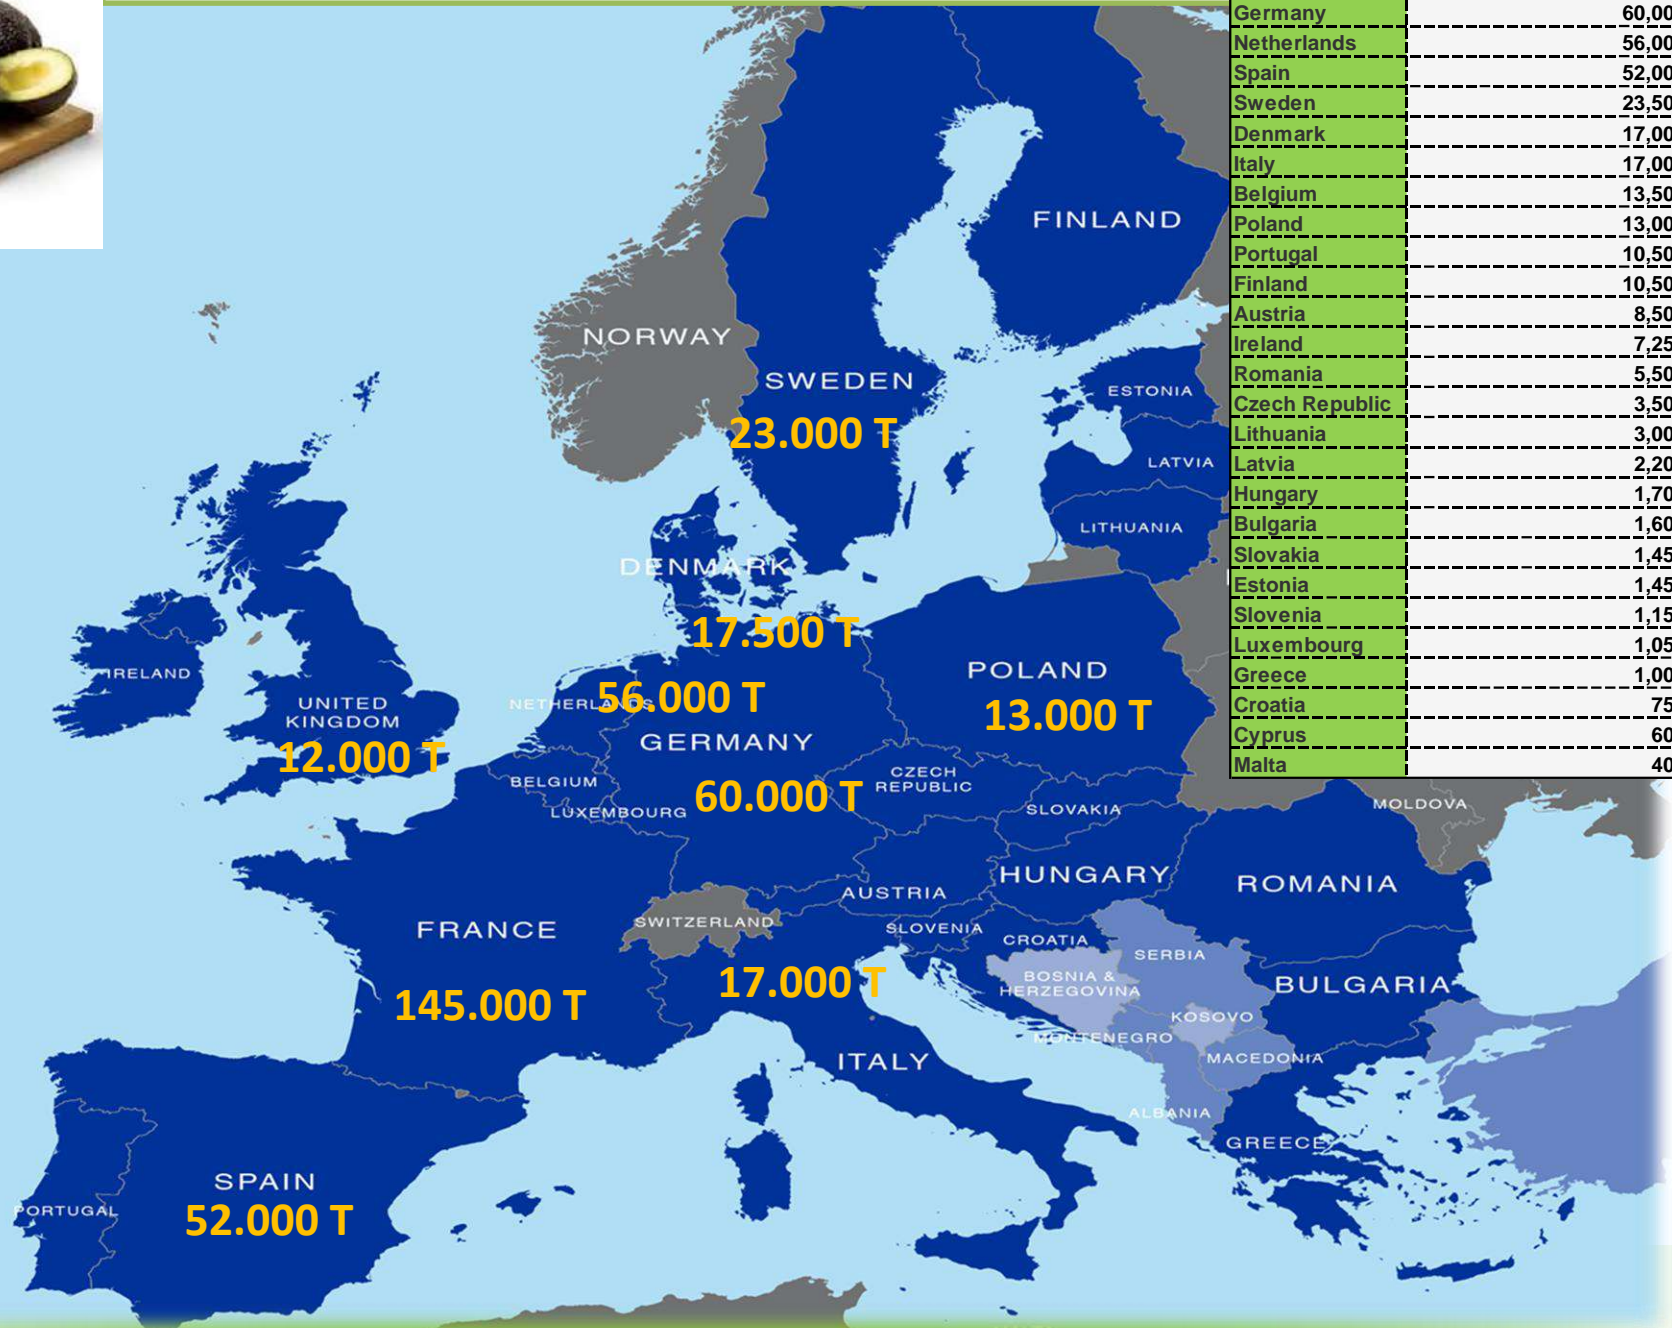 Germany 60,00
Netherlands 56,00
Spain 52,00
Sweden 23,50
Denmark 17,00
Italy 17,00
Belgium 13,50
Poland 13,00
Portugal 10,50
Finland 10,50
Austria 8,50
Ireland 7,25
Romania 5,50
Czech Republic 3,50
Lithuania 3,00
Latvia 2,20
Hungary 1,70
Bulgaria 1,60
Slovakia 1,45
Estonia 1,45
Slovenia 1,15
Luxembourg 1,05
Greece 1,00
Croatia 75
Cyprus 60
Malta 40
FINLAND
NORWAY
SWEDEN
23.000 T
ESTONIA
LATVIA
LITHUANIA
DENMARK
17.500 T
IRELAND
UNITED
KINGDOM
12.000 T
NETHERLANDS
56.000 T
POLAND
13.000 T
GERMANY
60.000 T
BELGIUM
LUXEMBOURG
CZECH
REPUBLIC
SLOVAKIA
MOLDOVA
AUSTRIA
HUNGARY
ROMANIA
FRANCE
145.000 T
SWITZERLAND
SLOVENIA
CROATIA
SERBIA
17.000 T
BOSNIA &
HERZEGOVINA
BULGARIA
KOSOVO
MONTENEGRO
MACEDONIA
ITALY
ALBANIA
GREECE
SPAIN
52.000 T
PORTUGAL